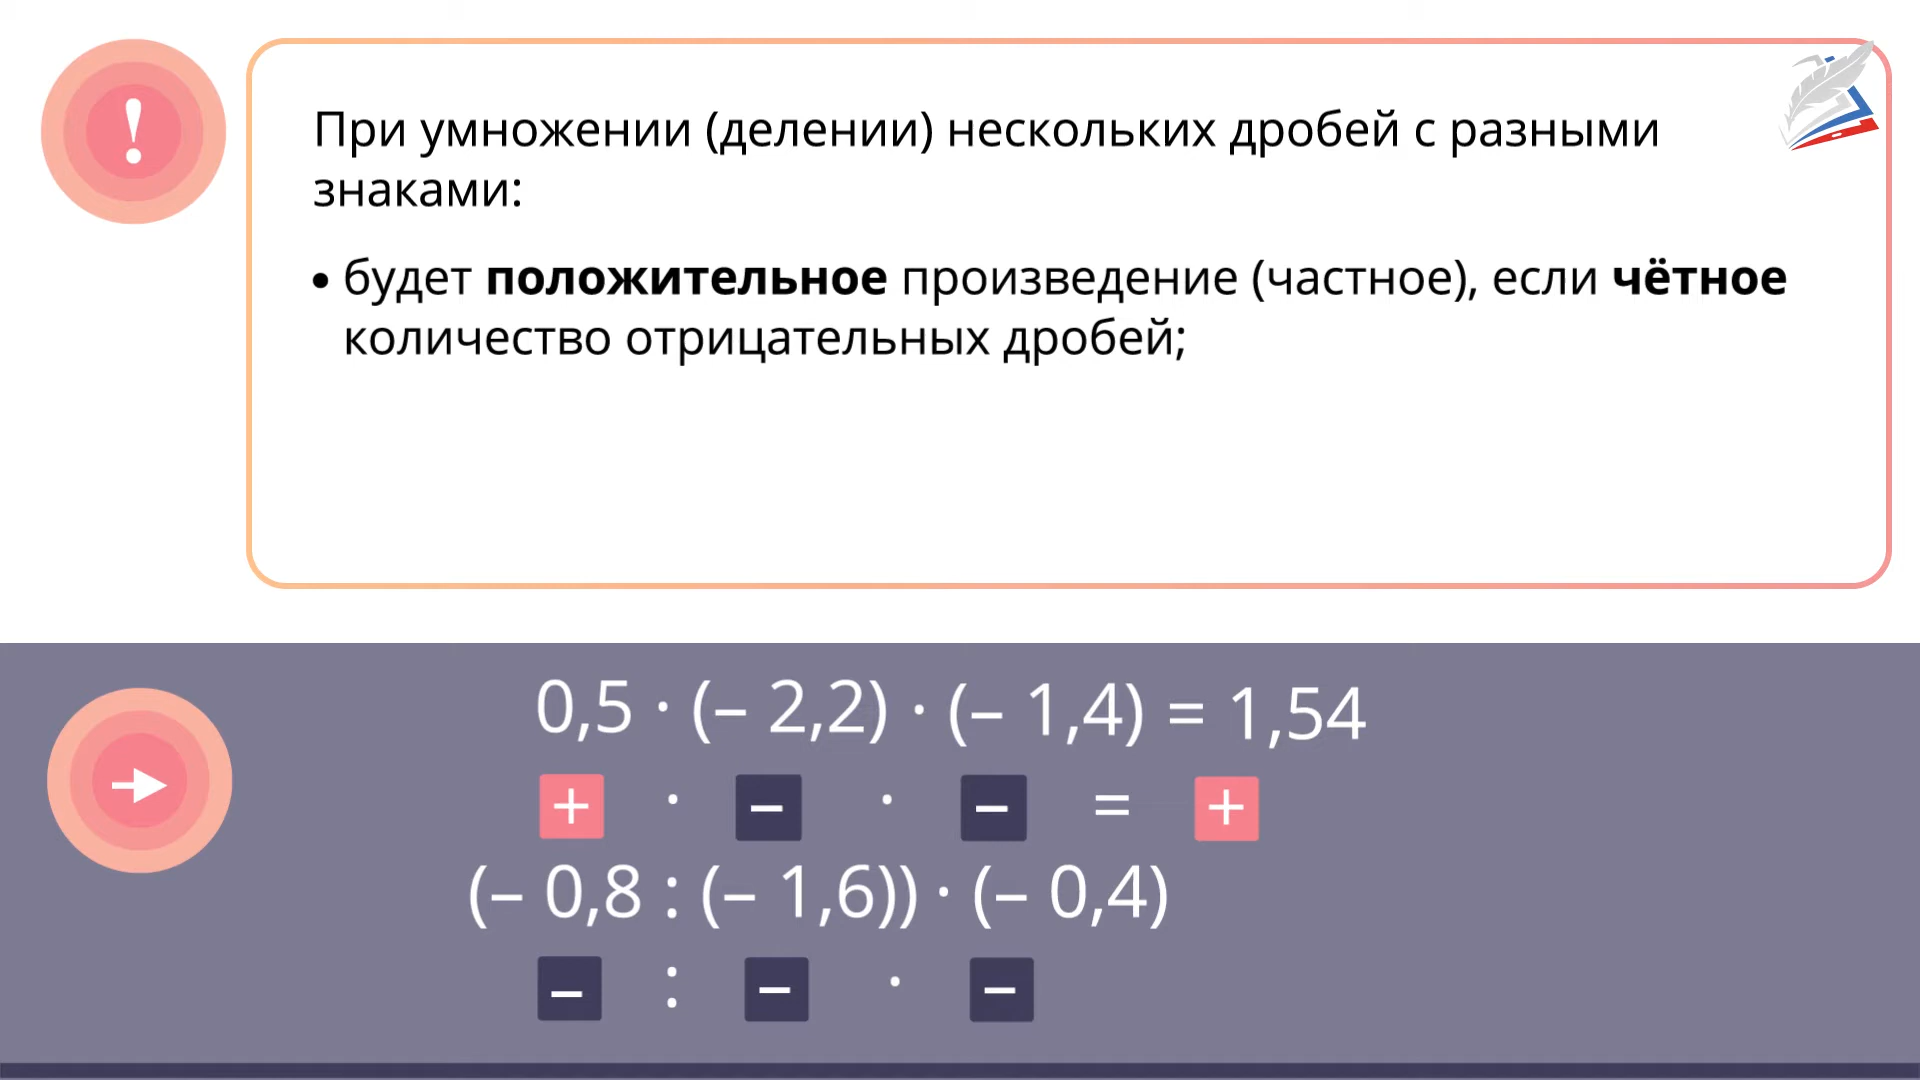 !
При умножении (делении) нескольких дробей с разными
знаками:
• будет положительное произведение (частное), если чётное
количество отрицательных дробей;
0,5 · (– 2,2) · (– 1,4) = 1,54
+ · – · – = +
(– 0,8 : (– 1,6)) · (– 0,4)
– : – · –